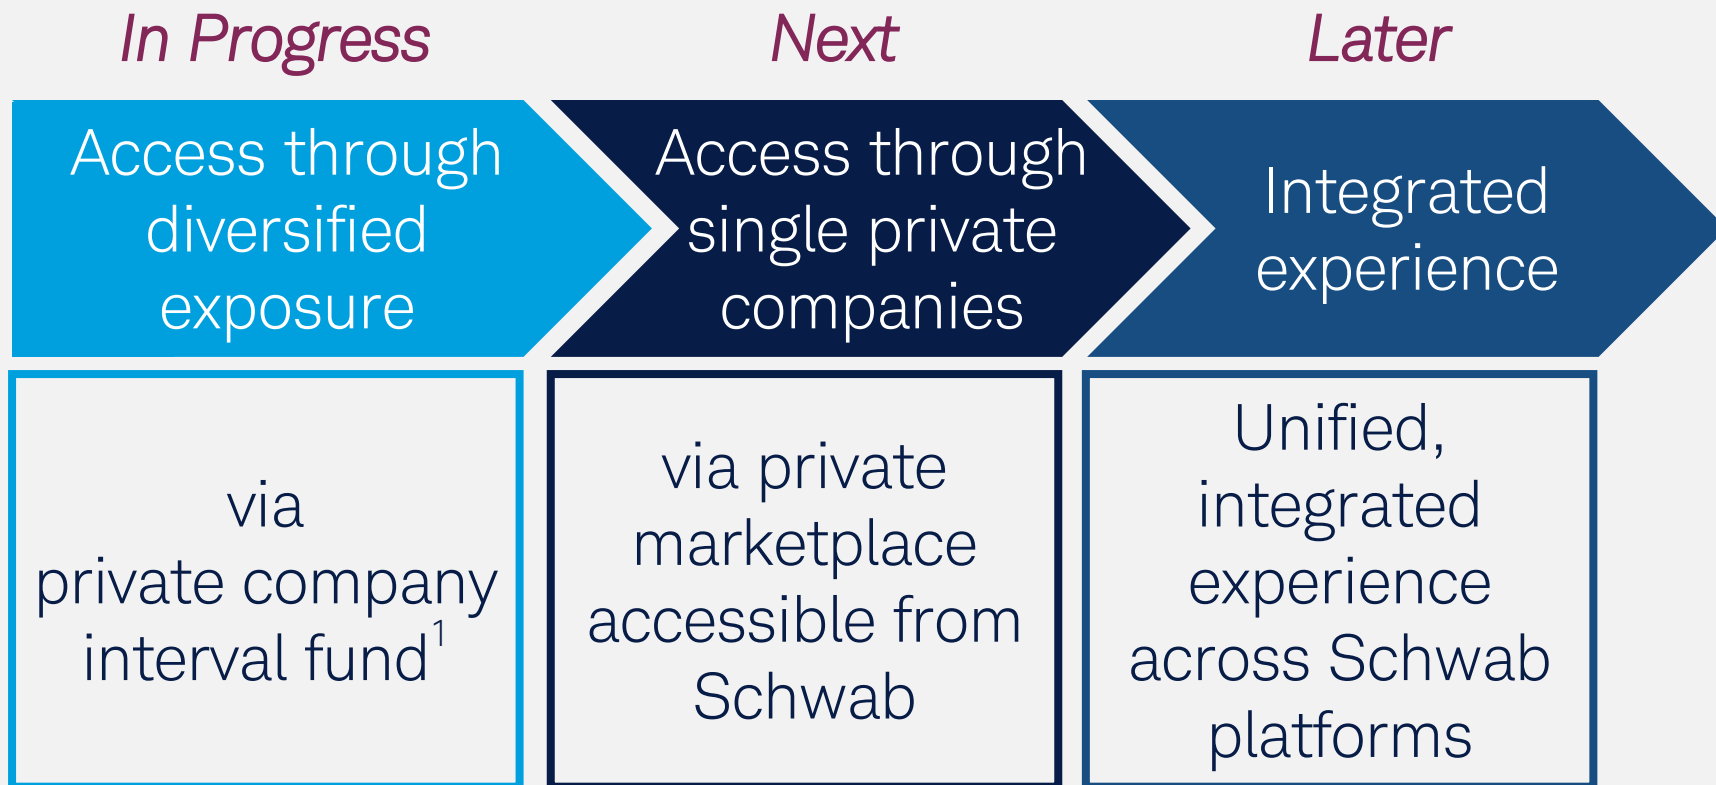 In Progress
Next
Later
Access through
diversified
exposure
Access through
single private
companies
Integrated
experience
via
private company
interval fund¹
via private
marketplace
accessible from
Schwab
Unified,
integrated
experience
across Schwab
platforms